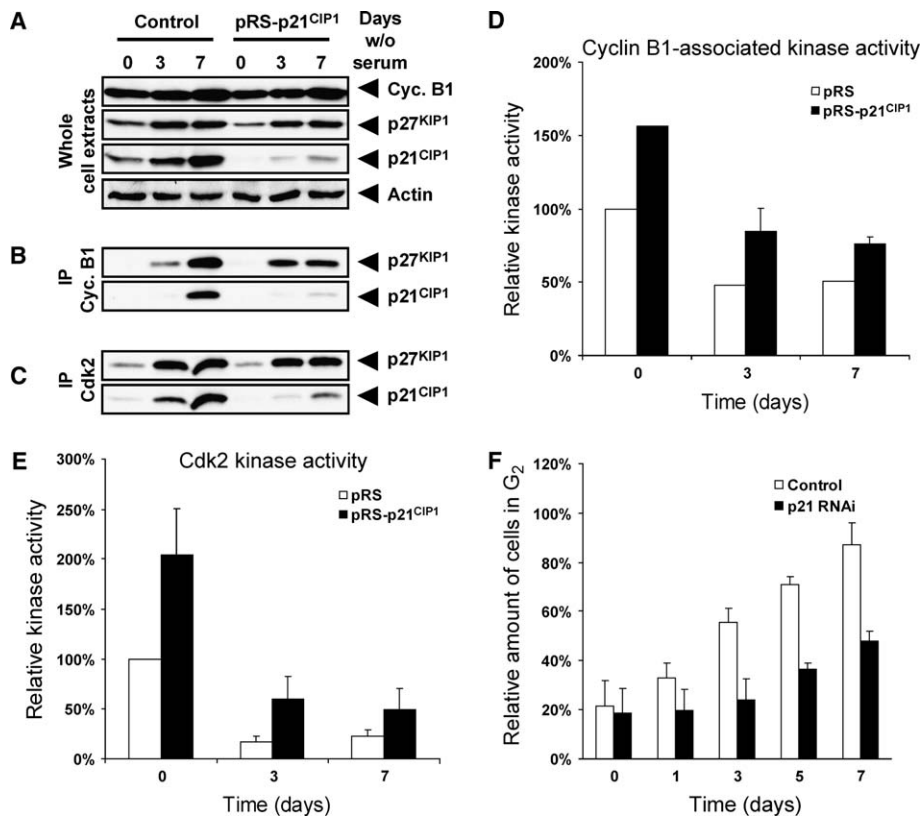 A
Control
pRS-p21CIP1
Days
w/o
serum
0 3 7 0 3 7
Whole
cell extracts
Cyc. B1
p27KIP1
p21CIP1
Actin
B
IP
Cyc. B1
p27KIP1
p21CIP1
C
IP
Cdk2
p27KIP1
p21CIP1
D
Cyclin B1-associated kinase activity
Relative kinase activity
200%
150%
100%
50%
0%
pRS
pRS-p21CIP1
0 3 7
Time (days)
E
Cdk2 kinase activity
Relative kinase activity
300%
250%
200%
150%
100%
50%
0%
pRS
pRS-p21CIP1
0 3 7
Time (days)
F
Relative amount of cells in G2
120%
100%
80%
60%
40%
20%
0%
Control
p21 RNAi
0 1 3 5 7
Time (days)